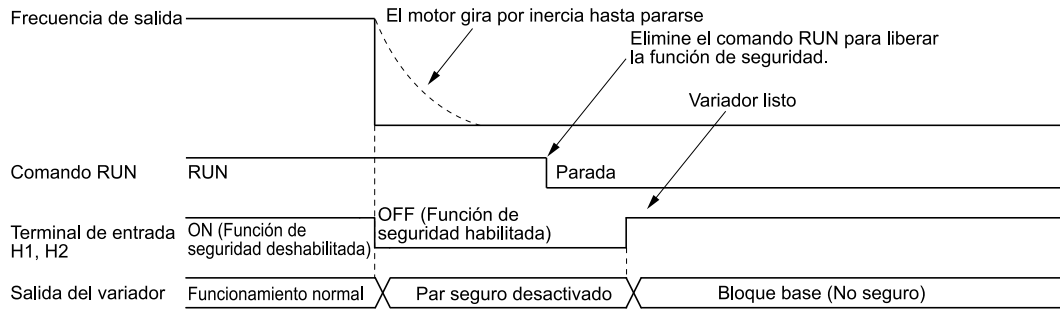 Frecuencia de salida
El motor gira por inercia hasta pararse
Elimine el comando RUN para liberar
la función de seguridad.
Variador listo
Comando RUN
RUN
Parada
Terminal de entrada
H1, H2
ON (Función de
seguridad deshabilitada)
OFF (Función de
seguridad habilitada)
Salida del variador
Funcionamiento normal
Par seguro desactivado
Bloque base (No seguro)